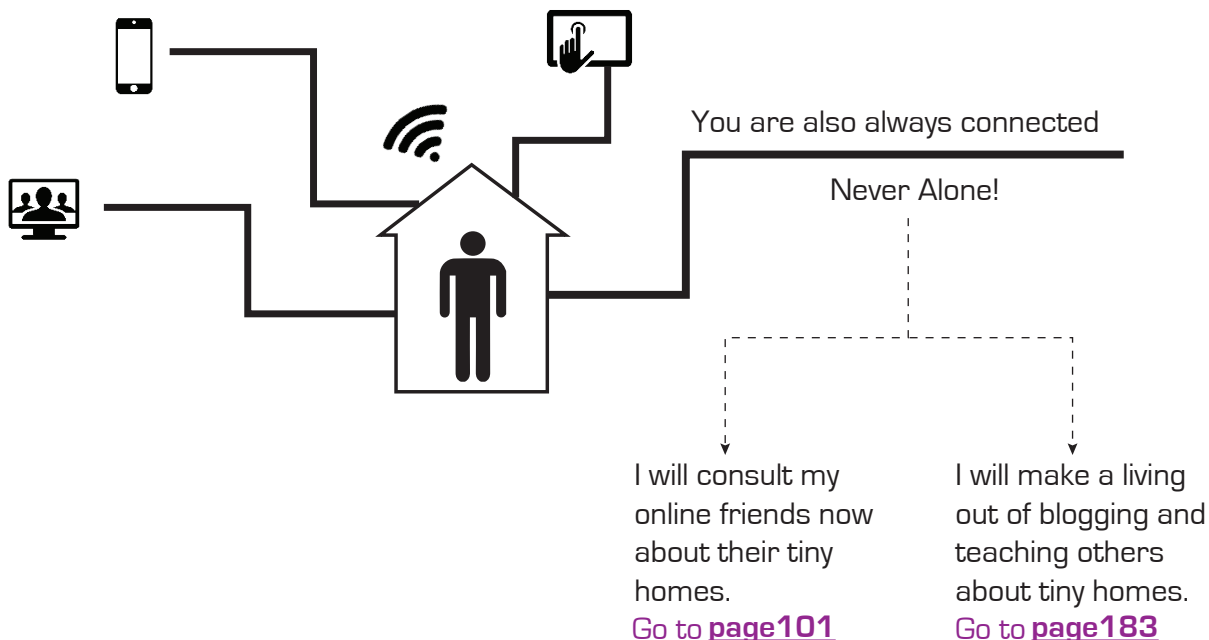 You are also always connected
Never Alone!
I will consult my
online friends now
about their tiny
homes.
Go to page101
I will make a living
out of blogging and
teaching others
about tiny homes.
Go to page183